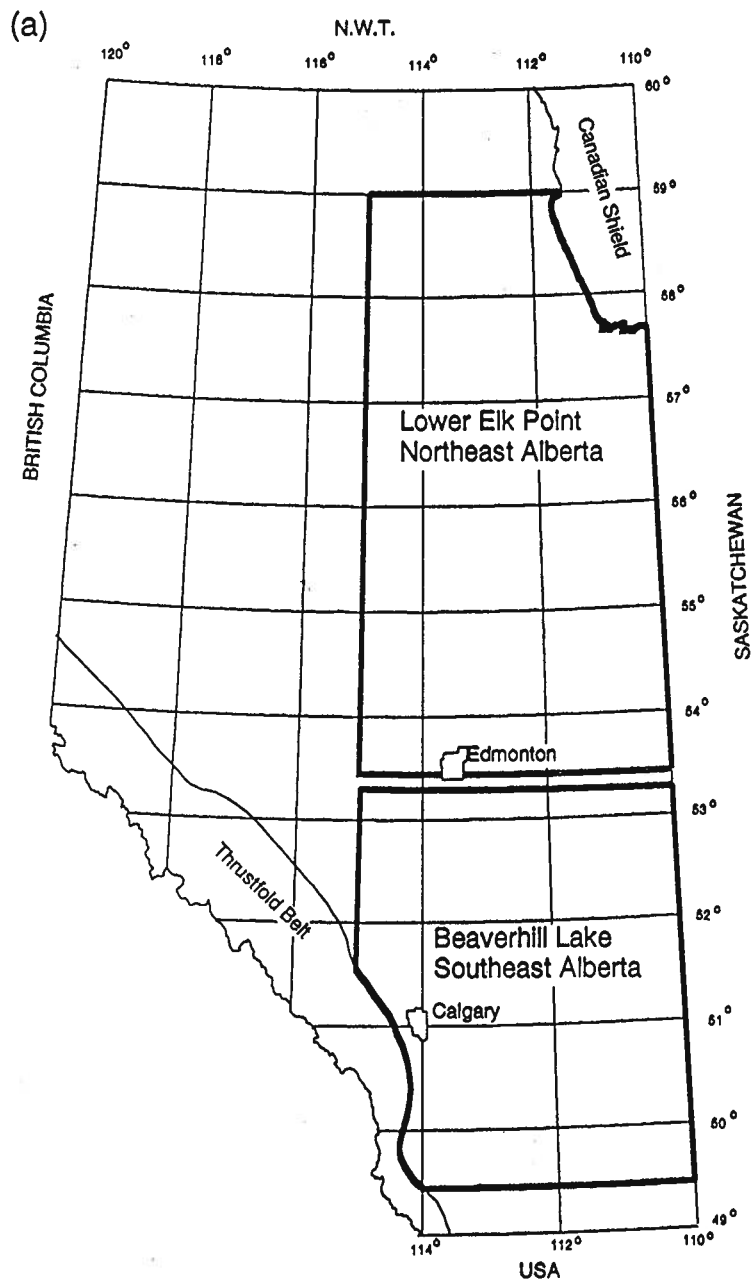 (a)
N.W.T.
120° 118° 116° 114° 112° 110°
60°
Canadian Shield
59°
58°
BRITISH COLUMBIA
57°
Lower Elk Point
Northeast Alberta
56°
SASKATCHEWAN
55°
54°
Edmonton
53°
Thrustfold Belt
52°
Beaverhill Lake
Southeast Alberta
Calgary
51°
50°
49°
114° 112° 110°
USA